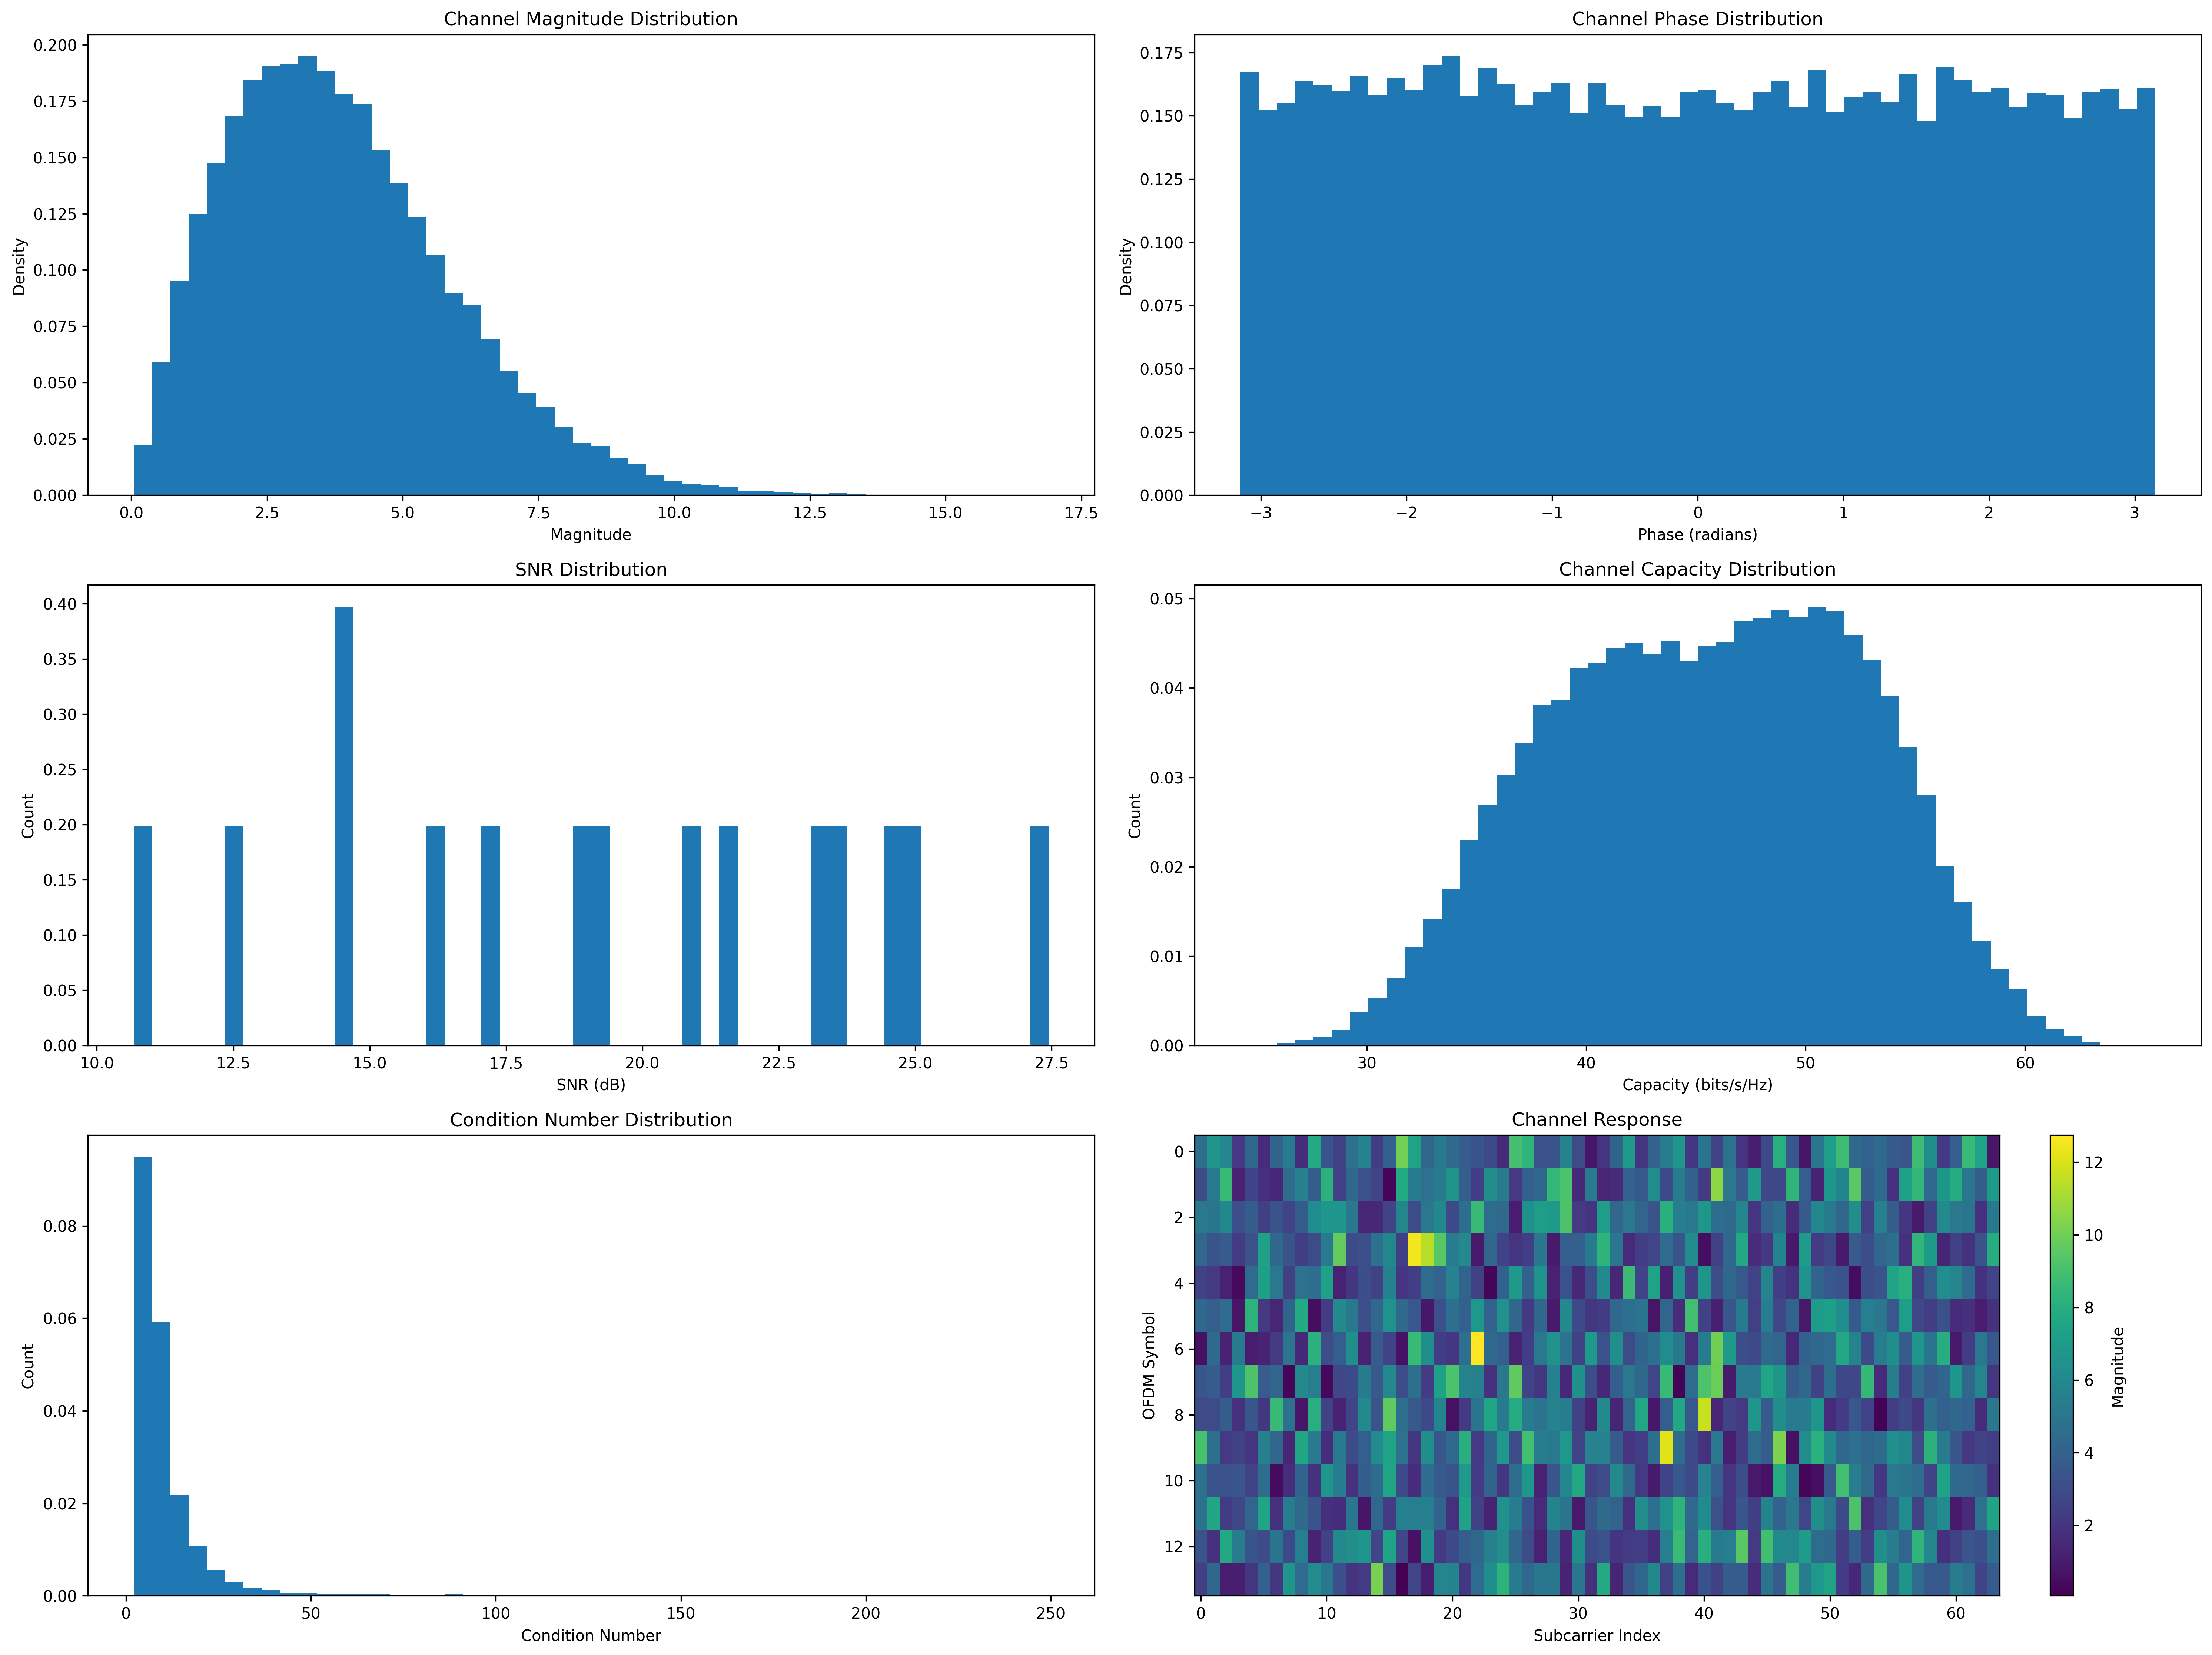 Channel Magnitude Distribution
Density
0.200
0.175
0.150
0.125
0.100
0.075
0.050
0.025
0.000
0.0 2.5 5.0 7.5 10.0 12.5 15.0 17.5
Magnitude
Channel Phase Distribution
Density
0.175
0.150
0.125
0.100
0.075
0.050
0.025
0.000
−3 −2 −1 0 1 2 3
Phase (radians)
SNR Distribution
Count
0.40
0.35
0.30
0.25
0.20
0.15
0.10
0.05
0.00
10.0 12.5 15.0 17.5 20.0 22.5 25.0 27.5
SNR (dB)
Channel Capacity Distribution
Count
0.05
0.04
0.03
0.02
0.01
0.00
30 40 50 60
Capacity (bits/s/Hz)
Condition Number Distribution
Count
0.08
0.06
0.04
0.02
0.00
0 50 100 150 200 250
Condition Number
Channel Response
OFDM Symbol
0
2
4
6
8
10
12
0 10 20 30 40 50 60
Subcarrier Index
12
10
8
6
4
2
Magnitude